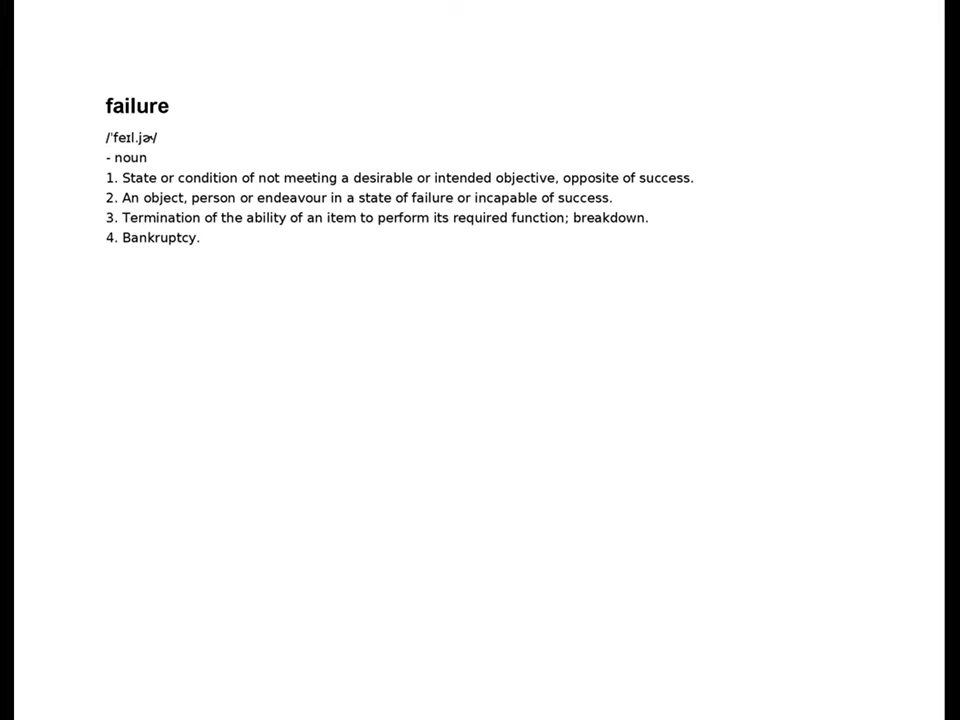 failure
/ˈfeɪl.jɚ/
- noun
1. State or condition of not meeting a desirable or intended objective, opposite of success.
2. An object, person or endeavour in a state of failure or incapable of success.
3. Termination of the ability of an item to perform its required function; breakdown.
4. Bankruptcy.